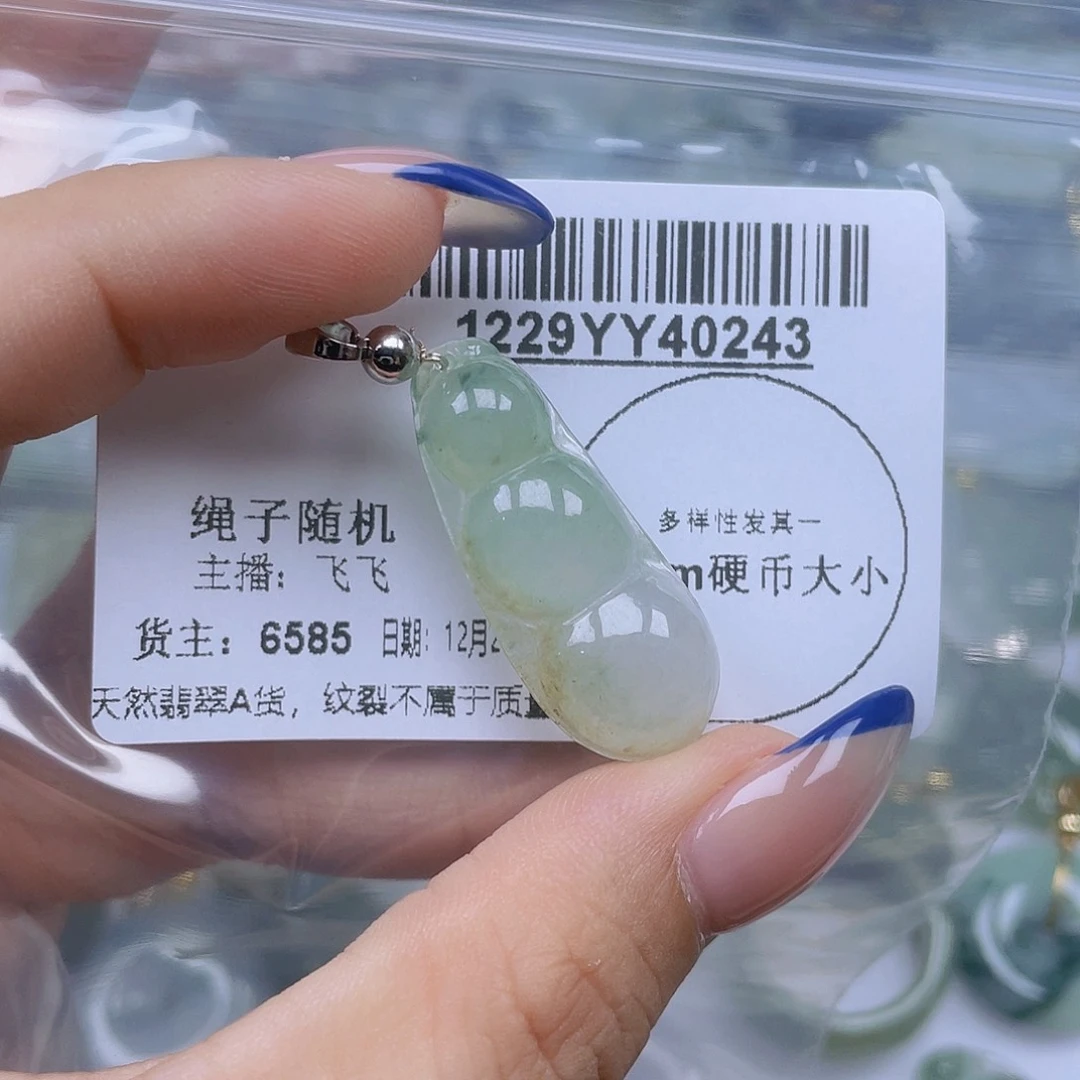 1229YY40243
绳子随机
多样性发其一
主播：飞飞
m硬币大小
货主：6585 日期：12月
天然翡翠A货，纹裂不属于质